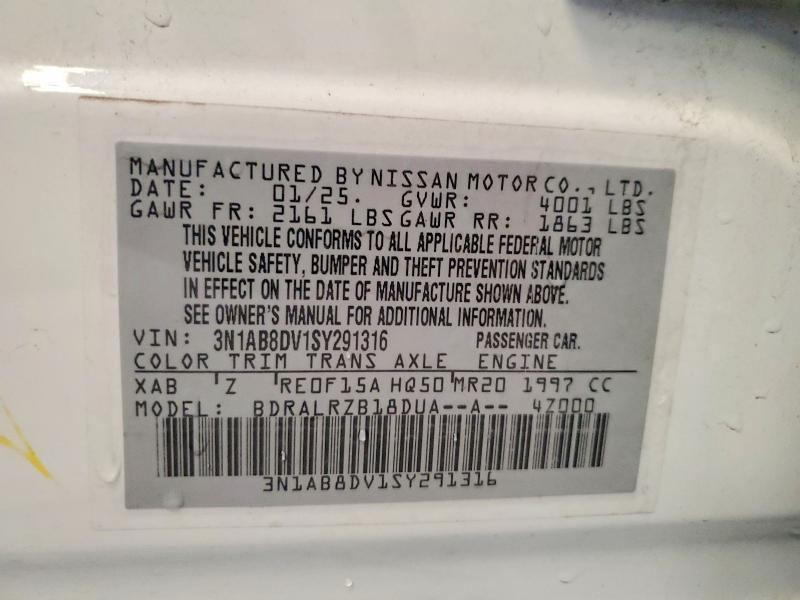 MANUFACTURED BY NISSAN MOTOR CO., LTD.
DATE: 01/25. GVWR: 4001 LBS
GAWR FR: 2161 LBS GAWR RR: 1863 LBS
THIS VEHICLE CONFORMS TO ALL APPLICABLE FEDERAL MOTOR
VEHICLE SAFETY, BUMPER AND THEFT PREVENTION STANDARDS
IN EFFECT ON THE DATE OF MANUFACTURE SHOWN ABOVE.
SEE OWNER'S MANUAL FOR ADDITIONAL INFORMATION.
VIN: 3N1AB8DV1SY291316 PASSENGER CAR.
COLOR TRIM TRANS AXLE ENGINE
XAB Z RE0F15A HQ50 MR20 1997 CC
MODEL: BDRALRZB18DUA--A-- 4Z000
3N1AB8DV1SY291316